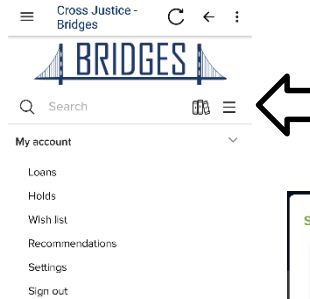 Cross Justice -
Bridges
BRIDGES
Search
My account
Loans
Holds
Wish list
Recommendations
Settings
Sign out
S